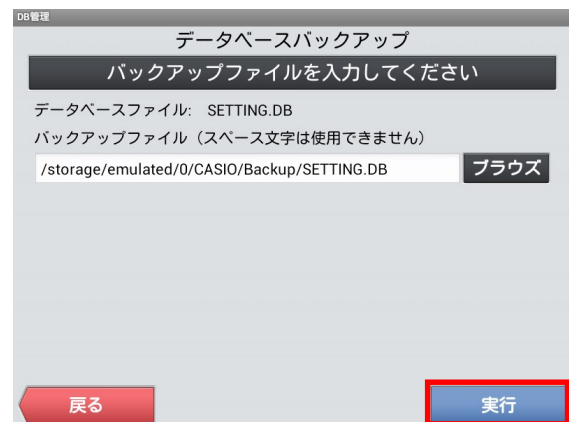 DB管理
データベースバックアップ
バックアップファイルを入力してください
データベースファイル: SETTING.DB
バックアップファイル（スペース文字は使用できません）
/storage/emulated/0/CASIO/Backup/SETTING.DB ブラウズ
戻る 実行